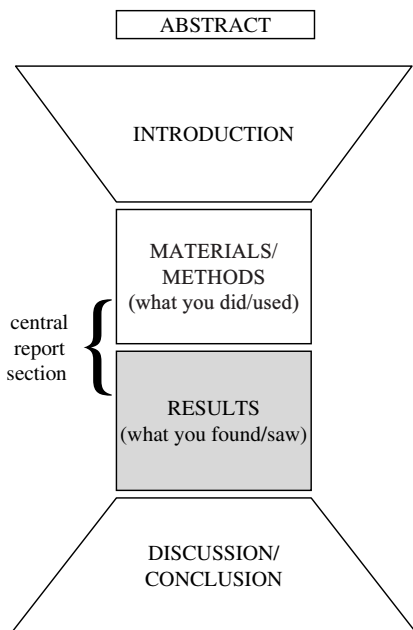 ABSTRACT
INTRODUCTION
MATERIALS/
METHODS
(what you did/used)
central
report
section
RESULTS
(what you found/saw)
DISCUSSION/
CONCLUSION